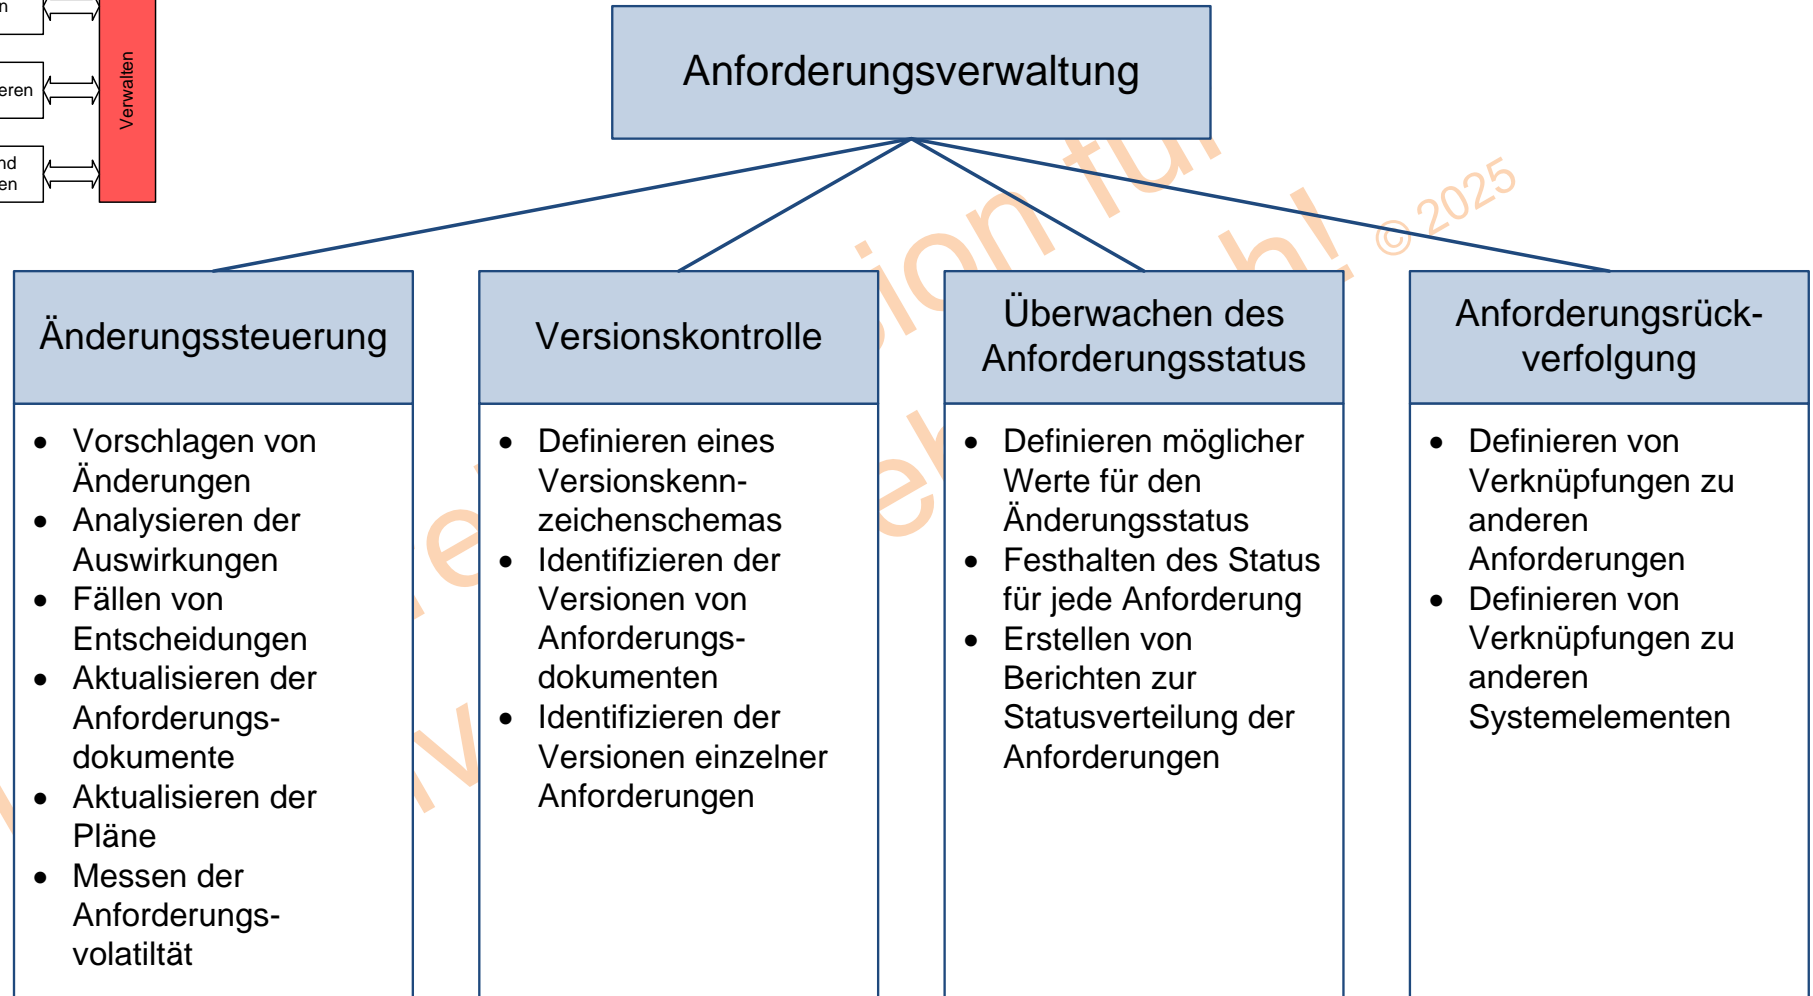 Verwalten
Anforderungsverwaltung
© 2025
Änderungssteuerung
• Vorschlagen von
Änderungen
• Analysieren der
Auswirkungen
• Fällen von
Entscheidungen
• Aktualisieren der
Anforderungs-
dokumente
• Aktualisieren der
Pläne
• Messen der
Anforderungs-
volatiltät
Versionskontrolle
• Definieren eines
Versionskenn-
zeichenschemas
• Identifizieren der
Versionen von
Anforderungs-
dokumenten
• Identifizieren der
Versionen einzelner
Anforderungen
Überwachen des
Anforderungsstatus
• Definieren möglicher
Werte für den
Änderungsstatus
• Festhalten des Status
für jede Anforderung
• Erstellen von
Berichten zur
Statusverteilung der
Anforderungen
Anforderungsrück-
verfolgung
• Definieren von
Verknüpfungen zu
anderen
Anforderungen
• Definieren von
Verknüpfungen zu
anderen
Systemelementen